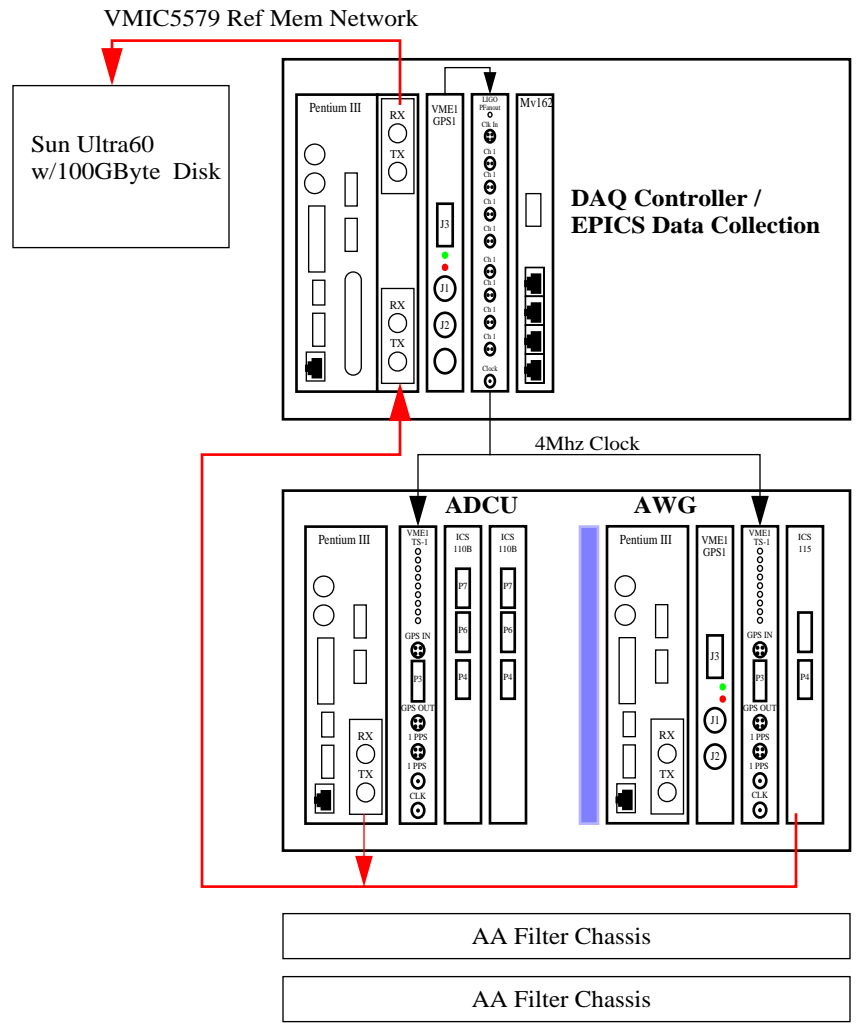 VMIC5579 Ref Mem Network
Sun Ultra60
w/100GByte Disk
Pentium III
RX
TX
RX
TX
VME1
GPS1
J3
J1
J2
LIGO
PFanout
Clk In
Ch 1
Ch 1
Ch 1
Ch 1
Ch 1
Ch 1
Ch 1
Ch 1
Clock
Mv162
DAQ Controller /
EPICS Data Collection
4Mhz Clock
ADCU
Pentium III
RX
TX
VME1
TS-1
GPS IN
P3
GPS OUT
1 PPS
1 PPS
CLK
ICS
110B
P7
P6
P4
ICS
110B
P7
P6
P4
AWG
Pentium III
RX
TX
VME1
GPS1
J3
J1
J2
VME1
TS-1
GPS IN
P3
GPS OUT
1 PPS
1 PPS
CLK
ICS
115
P4
AA Filter Chassis
AA Filter Chassis